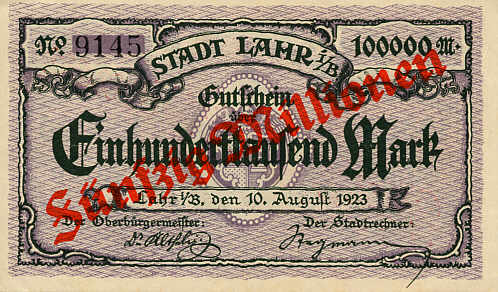 No. 9145 STADT LAHR i/B 100000 M.
Gutschein
über
Einhunderttausend Mark
Fünfzig Millionen
Lahr i/B. den 10. August 1923
Der Oberbürgermeister: Der Stadtrechner: